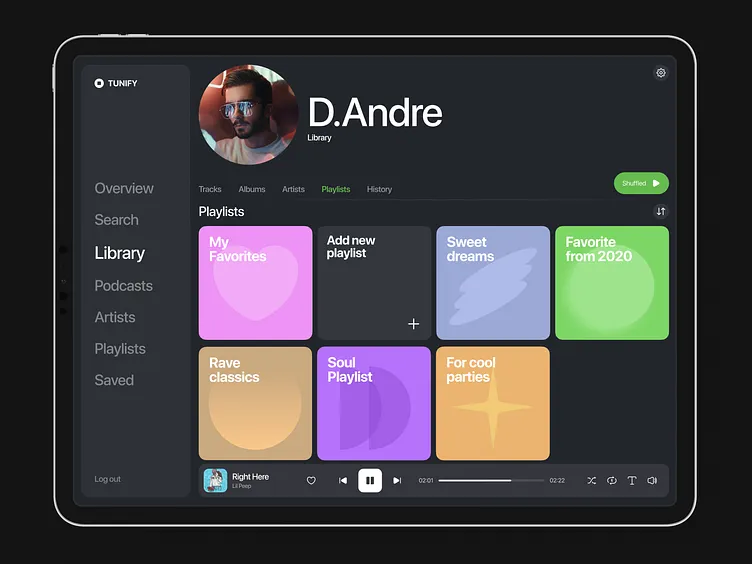 TUNIFY
Overview
Search
Library
Podcasts
Artists
Playlists
Saved
Log out
D.Andre
Library
Tracks
Albums
Artists
Playlists
History
Shuffled
Playlists
My
Favorites
Add new
playlist
Sweet
dreams
Favorite
from 2020
Rave
classics
Soul
Playlist
For cool
parties
Right Here
Lil Peep
02:01
02:22